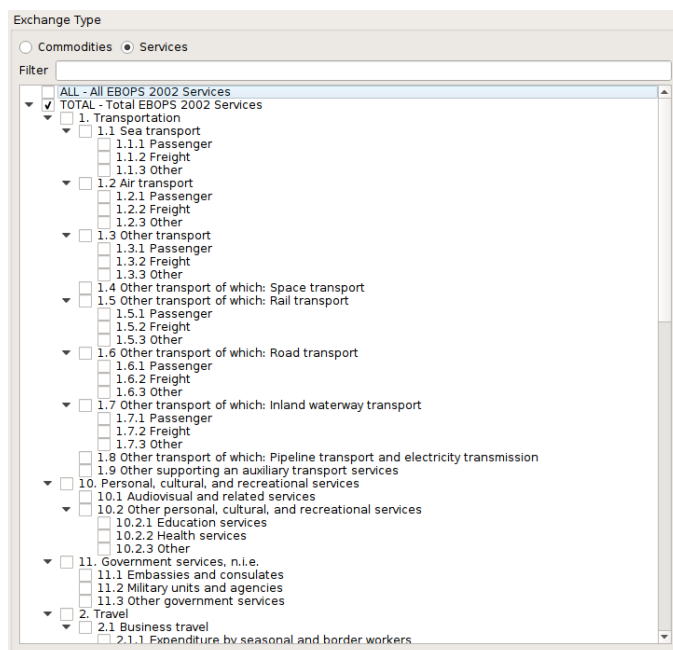 Exchange Type
Commodities Services
Filter
ALL - All EBOPS 2002 Services
TOTAL - Total EBOPS 2002 Services
1. Transportation
1.1 Sea transport
1.1.1 Passenger
1.1.2 Freight
1.1.3 Other
1.2 Air transport
1.2.1 Passenger
1.2.2 Freight
1.2.3 Other
1.3 Other transport
1.3.1 Passenger
1.3.2 Freight
1.3.3 Other
1.4 Other transport of which: Space transport
1.5 Other transport of which: Rail transport
1.5.1 Passenger
1.5.2 Freight
1.5.3 Other
1.6 Other transport of which: Road transport
1.6.1 Passenger
1.6.2 Freight
1.6.3 Other
1.7 Other transport of which: Inland waterway transport
1.7.1 Passenger
1.7.2 Freight
1.7.3 Other
1.8 Other transport of which: Pipeline transport and electricity transmission
1.9 Other supporting an auxiliary transport services
10. Personal, cultural, and recreational services
10.1 Audiovisual and related services
10.2 Other personal, cultural, and recreational services
10.2.1 Education services
10.2.2 Health services
10.2.3 Other
11. Government services, n.i.e.
11.1 Embassies and consulates
11.2 Military units and agencies
11.3 Other government services
2. Travel
2.1 Business travel
2.1.1 Expenditure by seasonal and border workers